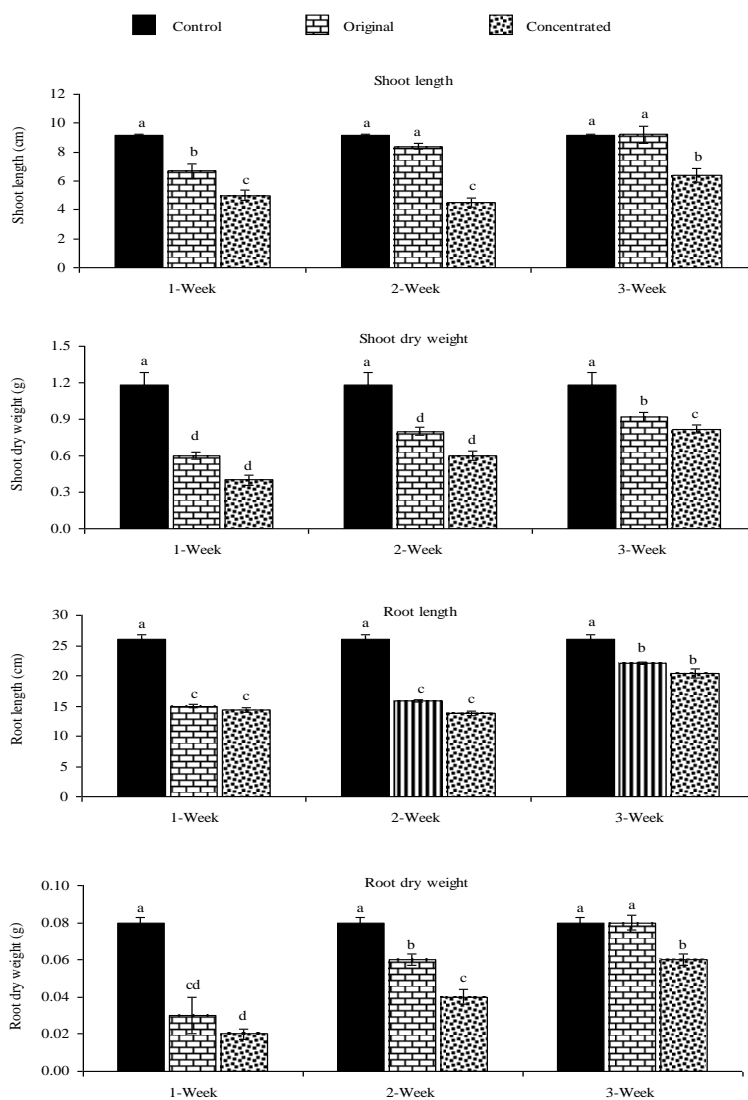 Control Original Concentrated
Shoot length
Shoot length (cm)
12
10
8
6
4
2
0
a b c a a c a a b
1-Week 2-Week 3-Week
Shoot dry weight
Shoot dry weight (g)
1.5
1.2
0.9
0.6
0.3
0.0
a d d a d d a b c
1-Week 2-Week 3-Week
Root length
Root length (cm)
30
25
20
15
10
5
0
a c c a c c a b b
1-Week 2-Week 3-Week
Root dry weight
Root dry weight (g)
0.10
0.08
0.06
0.04
0.02
0.00
a cd d a b c a a b
1-Week 2-Week 3-Week